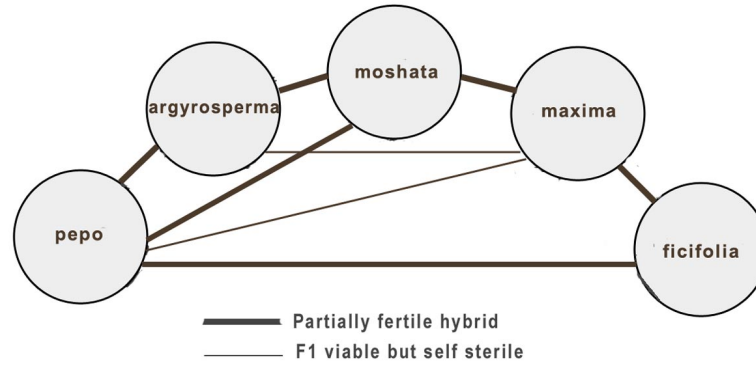 moshata
argyrosperma
maxima
pepo
ficifolia
Partially fertile hybrid
F1 viable but self sterile